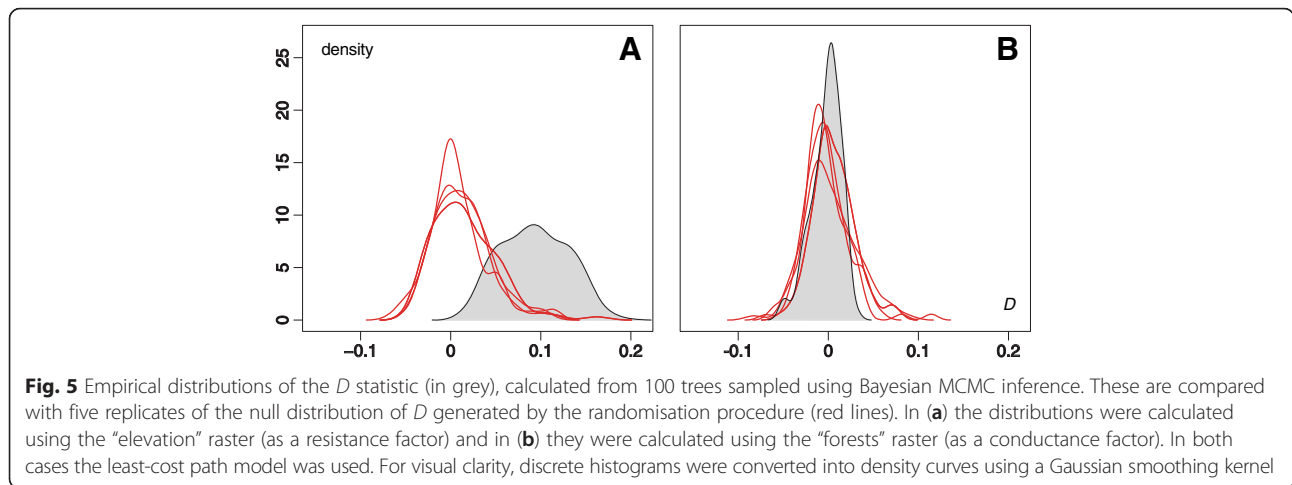 density
A
B
25
20
15
10
5
0
D
−0.1 0 0.1 0.2
-0.1 0 0.1 0.2
Fig. 5 Empirical distributions of the D statistic (in grey), calculated from 100 trees sampled using Bayesian MCMC inference. These are compared
with five replicates of the null distribution of D generated by the randomisation procedure (red lines). In (a) the distributions were calculated
using the “elevation” raster (as a resistance factor) and in (b) they were calculated using the “forests” raster (as a conductance factor). In both
cases the least-cost path model was used. For visual clarity, discrete histograms were converted into density curves using a Gaussian smoothing kernel